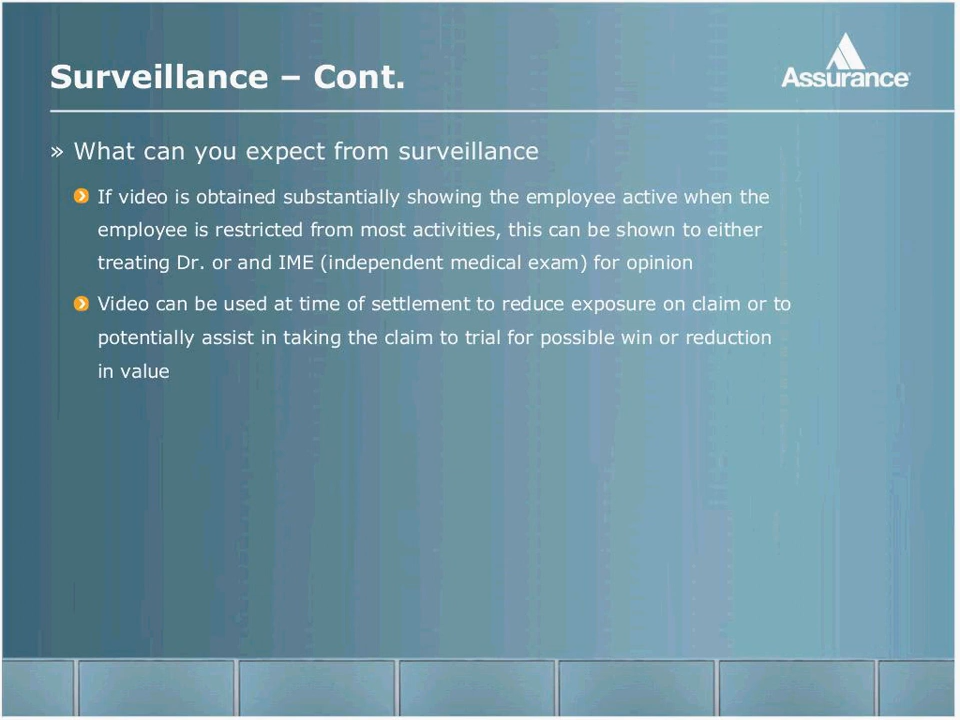 Surveillance – Cont.
Assurance
» What can you expect from surveillance
If video is obtained substantially showing the employee active when the
employee is restricted from most activities, this can be shown to either
treating Dr. or and IME (independent medical exam) for opinion
Video can be used at time of settlement to reduce exposure on claim or to
potentially assist in taking the claim to trial for possible win or reduction
in value